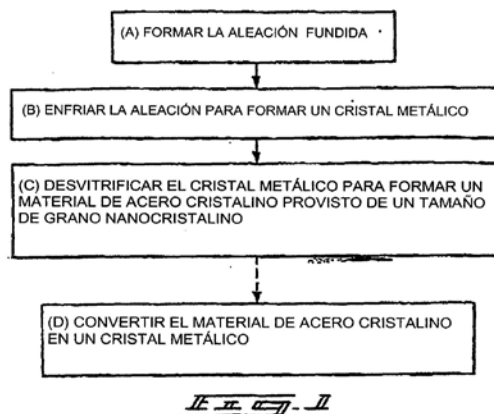 (A) FORMAR LA ALEACIÓN FUNDIDA
(B) ENFRIAR LA ALEACIÓN PARA FORMAR UN CRISTAL METÁLICO
(C) DESVITRIFICAR EL CRISTAL METÁLICO PARA FORMAR UN
MATERIAL DE ACERO CRISTALINO PROVISTO DE UN TAMAÑO
DE GRANO NANOCRISTALINO
(D) CONVERTIR EL MATERIAL DE ACERO CRISTALINO
EN UN CRISTAL METÁLICO
Fig. 1